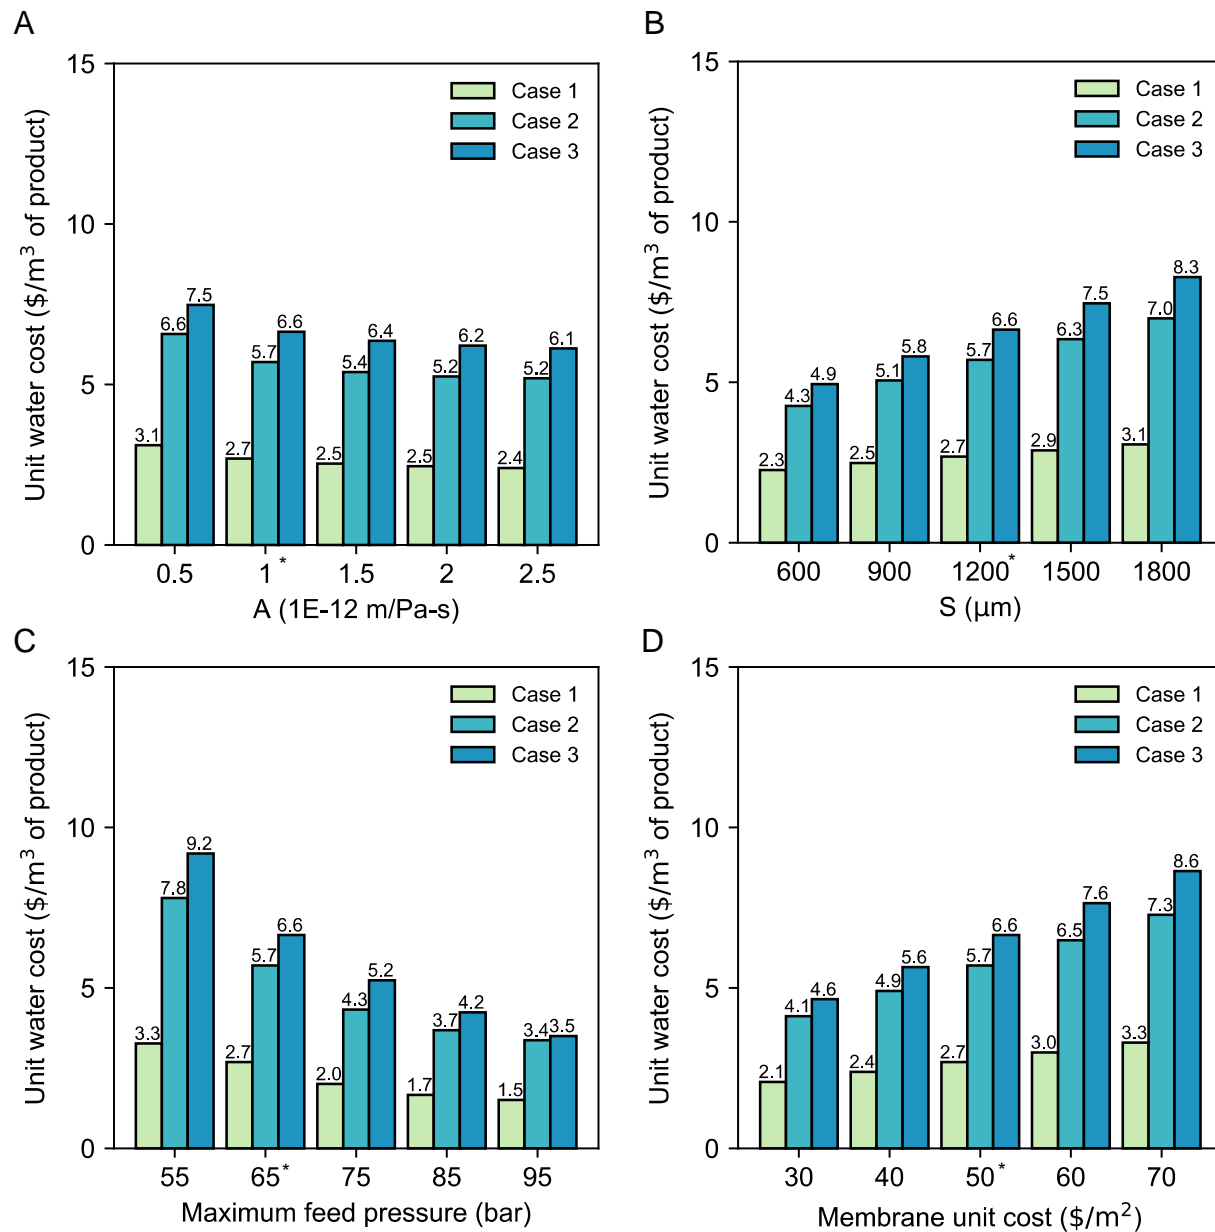 A
Unit water cost ($/m³ of product)
15
10
5
0
Case 1
Case 2
Case 3
3.1 6.6 7.5
2.7 5.7 6.6
2.5 5.4 6.4
2.5 5.2 6.2
2.4 5.2 6.1
0.5 1* 1.5 2 2.5
A (1E-12 m/Pa-s)
B
Unit water cost ($/m³ of product)
15
10
5
0
Case 1
Case 2
Case 3
2.3 4.3 4.9
2.5 5.1 5.8
2.7 5.7 6.6
2.9 6.3 7.5
3.1 7.0 8.3
600 900 1200* 1500 1800
S (μm)
C
Unit water cost ($/m³ of product)
15
10
5
0
Case 1
Case 2
Case 3
3.3 7.8 9.2
2.7 5.7 6.6
2.0 4.3 5.2
1.7 3.7 4.2
1.5 3.4 3.5
55 65* 75 85 95
Maximum feed pressure (bar)
D
Unit water cost ($/m³ of product)
15
10
5
0
Case 1
Case 2
Case 3
2.1 4.1 4.6
2.4 4.9 5.6
2.7 5.7 6.6
3.0 6.5 7.6
3.3 7.3 8.6
30 40 50* 60 70
Membrane unit cost ($/m²)